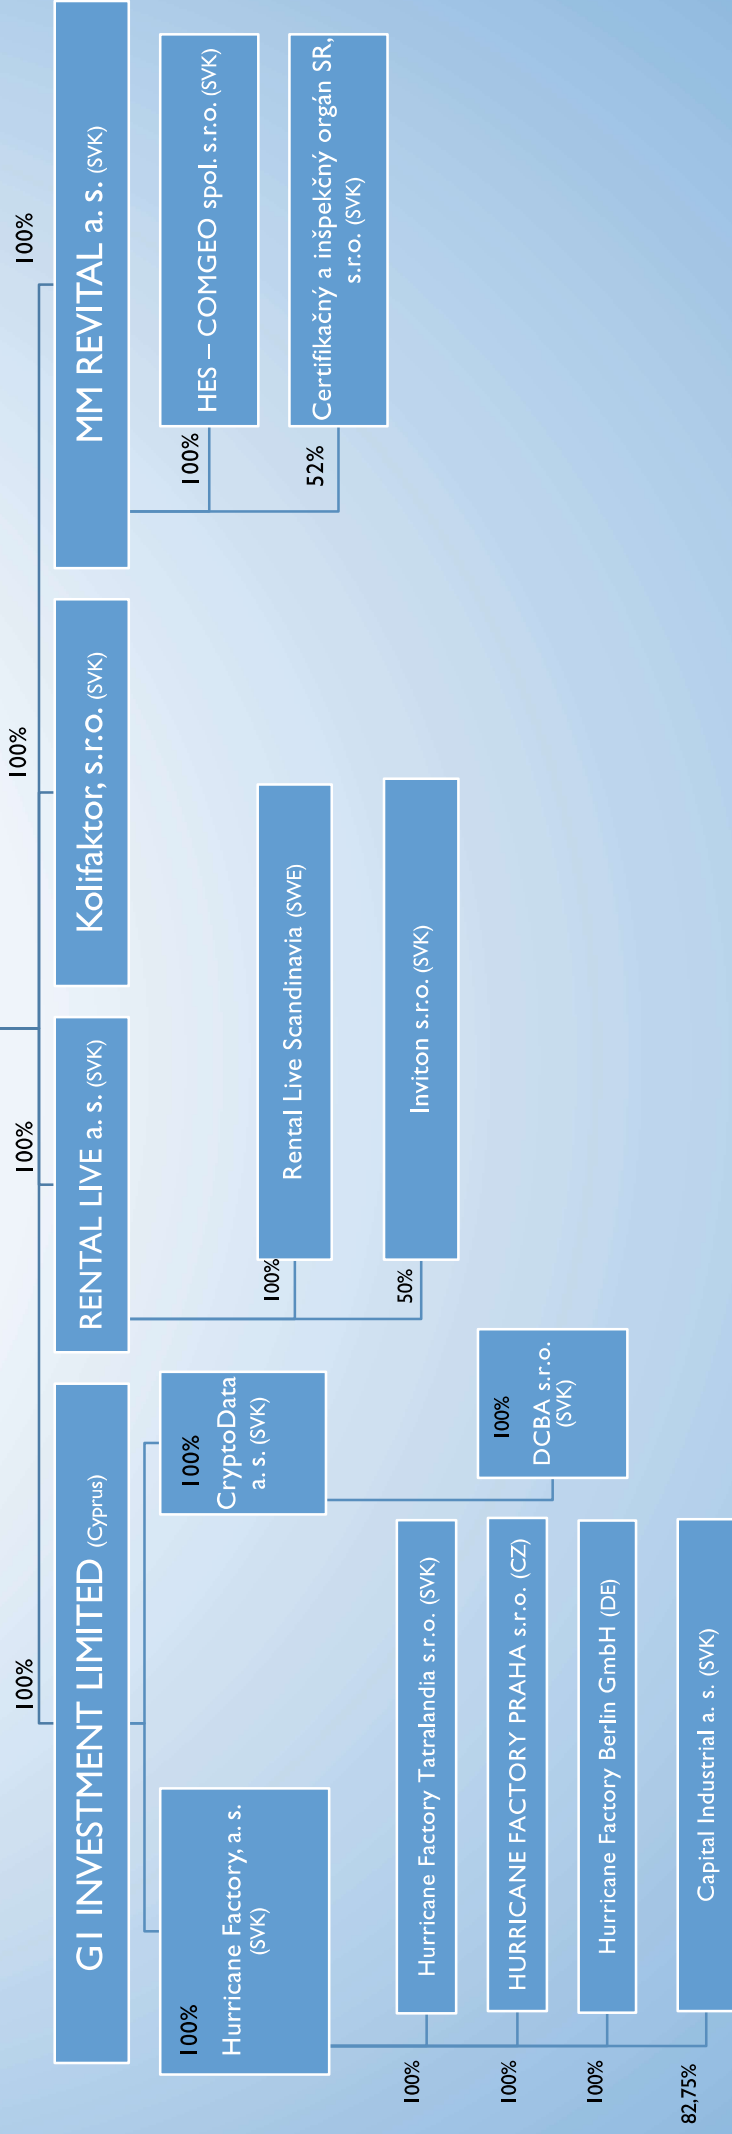 100%
100%
100%
100%
GI INVESTMENT LIMITED (Cyprus)
RENTAL LIVE a. s. (SVK)
Kolifaktor, s.r.o. (SVK)
MM REVITAL a. s. (SVK)
100%
Hurricane Factory, a. s.
(SVK)
100%
CryptoData
a. s. (SVK)
100%
Hurricane Factory Tatralandia s.r.o. (SVK)
100%
HURRICANE FACTORY PRAHA s.r.o. (CZ)
100%
Hurricane Factory Berlin GmbH (DE)
82,75%
Capital Industrial a. s. (SVK)
100%
DCBA s.r.o.
(SVK)
100%
Rental Live Scandinavia (SWE)
50%
Inviton s.r.o. (SVK)
100%
HES – COMGEO spol. s.r.o. (SVK)
52%
Certifikačný a inšpekčný orgán SR,
s.r.o. (SVK)